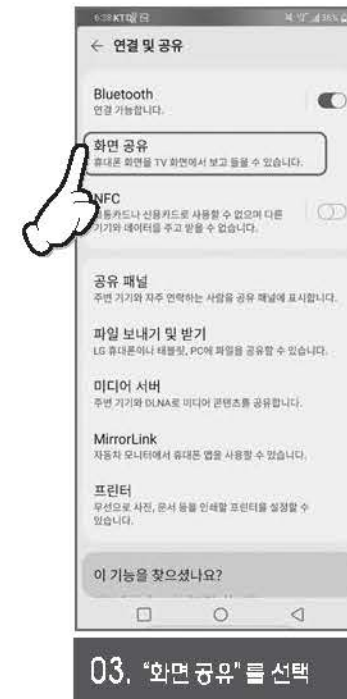 6:38 KT
36%
← 연결 및 공유
Bluetooth
연결 가능합니다.
화면 공유
휴대폰 화면을 TV 화면에서 보고 들을 수 있습니다.
NFC
교통카드나 신용카드로 사용할 수 없으며 다른
기기와 데이터를 주고 받을 수 없습니다.
공유 패널
주변 기기와 자주 연락하는 사람을 공유 패널에 표시합니다.
파일 보내기 및 받기
LG 휴대폰이나 태블릿, PC에 파일을 공유할 수 있습니다.
미디어 서버
주변 기기와 DLNA로 미디어 콘텐츠를 공유합니다.
MirrorLink
자동차 모니터에서 휴대폰 앱을 사용할 수 있습니다.
프린터
무선으로 사진, 문서 등을 인쇄할 프린터를 설정할 수
있습니다.
이 기능을 찾으셨나요?
03. “화면 공유” 를 선택